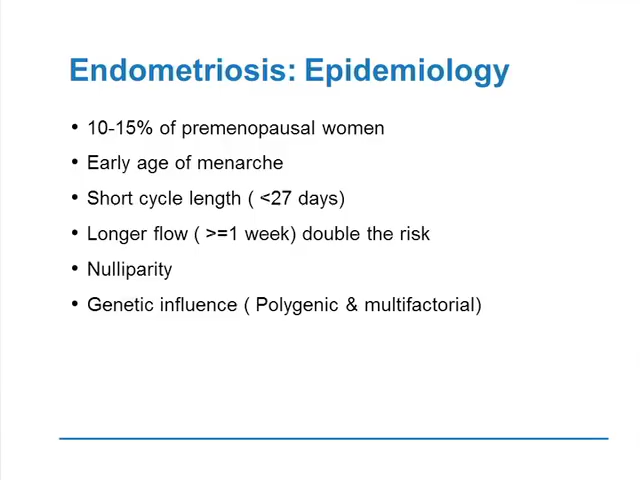 Endometriosis: Epidemiology
• 10-15% of premenopausal women
• Early age of menarche
• Short cycle length ( <27 days)
• Longer flow ( >=1 week) double the risk
• Nulliparity
• Genetic influence ( Polygenic & multifactorial)